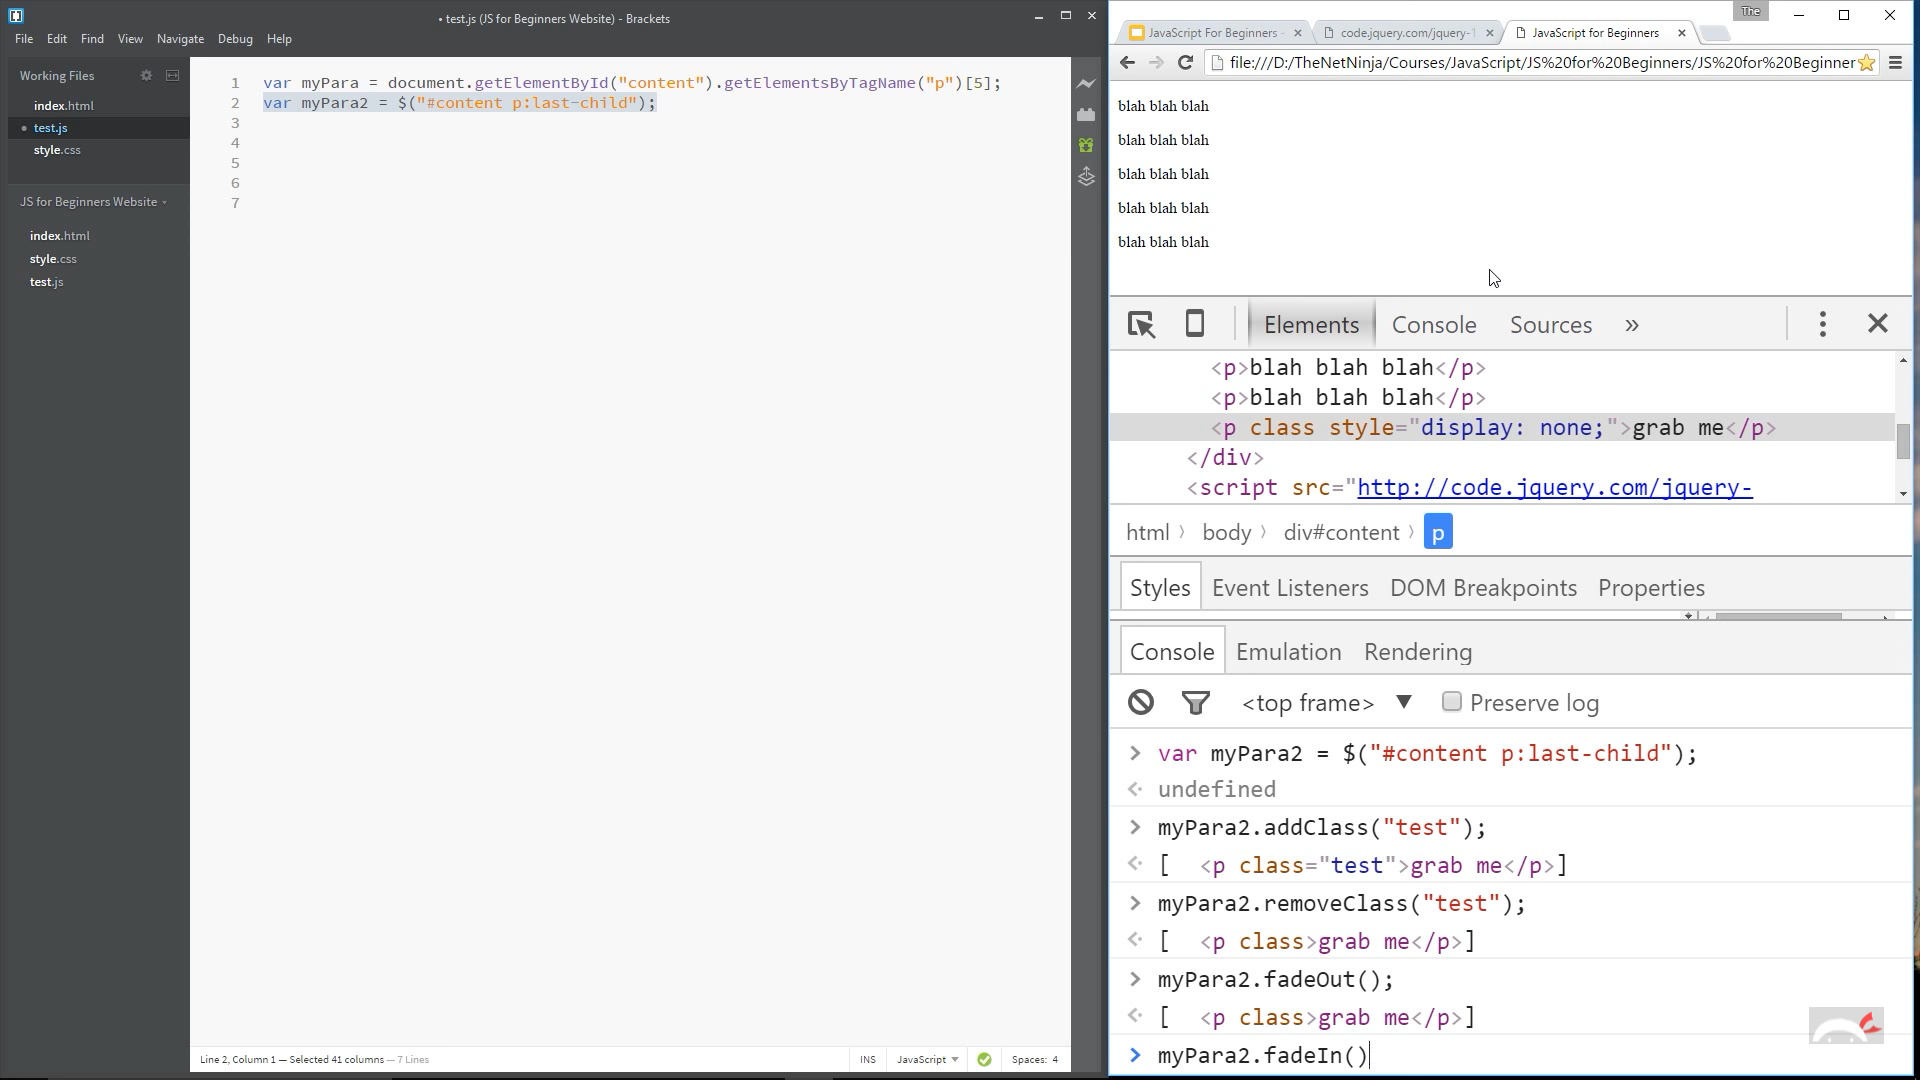 • test.js (JS for Beginners Website) - Brackets
File Edit Find View Navigate Debug Help
Working Files
index.html
test.js
style.css
JS for Beginners Website
index.html
style.css
test.js
1 var myPara = document.getElementById("content").getElementsByTagName("p")[5];
2 var myPara2 = $("#content p:last-child");
3
4
5
6
7
Line 2, Column 1 — Selected 41 columns — 7 Lines
INS JavaScript Spaces: 4
The
JavaScript For Beginners - code.jquery.com/jquery-1 JavaScript for Beginners
file:///D:/TheNetNinja/Courses/JavaScript/JS%20for%20Beginners/JS%20for%20Beginner
blah blah blah
blah blah blah
blah blah blah
blah blah blah
blah blah blah
Elements Console Sources »
<p>blah blah blah</p>
<p>blah blah blah</p>
<p class style="display: none;">grab me</p>
</div>
<script src="http://code.jquery.com/jquery-
html body div#content p
Styles Event Listeners DOM Breakpoints Properties
Console Emulation Rendering
<top frame> ▼ Preserve log
> var myPara2 = $("#content p:last-child");
undefined
> myPara2.addClass("test");
[ <p class="test">grab me</p>]
> myPara2.removeClass("test");
[ <p class>grab me</p>]
> myPara2.fadeOut();
[ <p class>grab me</p>]
> myPara2.fadeIn()